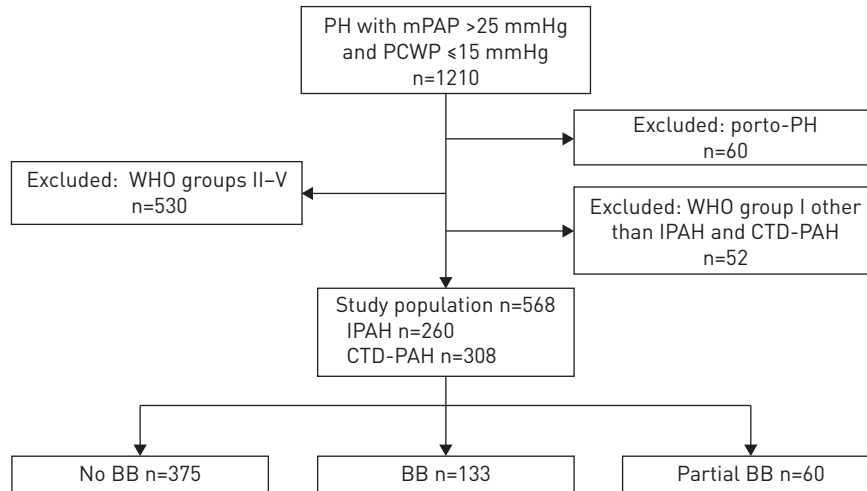 PH with mPAP >25 mmHg
and PCWP ⩽15 mmHg
n=1210
Excluded: porto-PH
n=60
Excluded:  WHO groups II–V
n=530
Excluded: WHO group I other
than IPAH and CTD-PAH
n=52
Study population n=568
IPAH n=260
CTD-PAH n=308
No BB n=375
BB n=133
Partial BB n=60